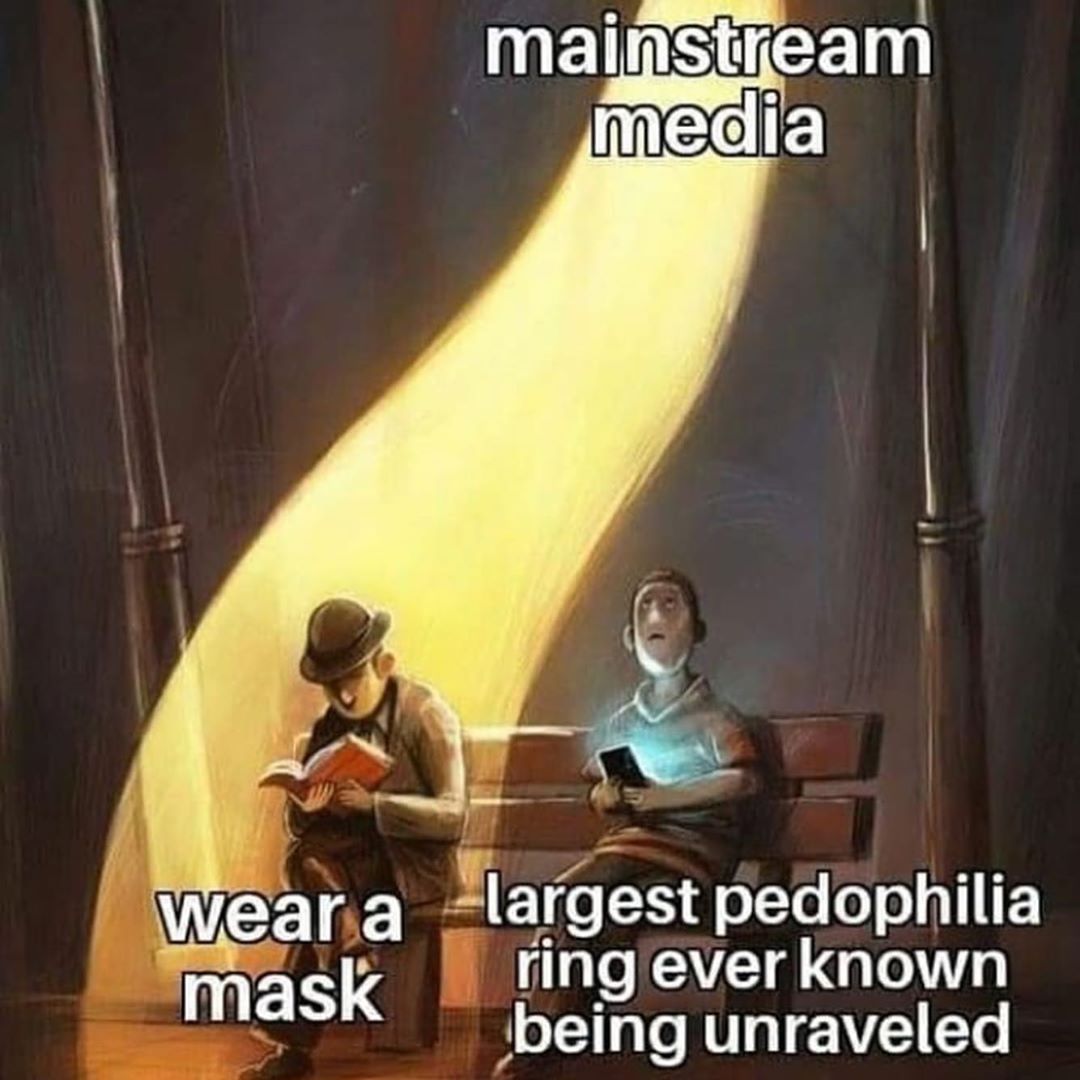 mainstream
media
wear a
mask
largest pedophilia
ring ever known
being unraveled